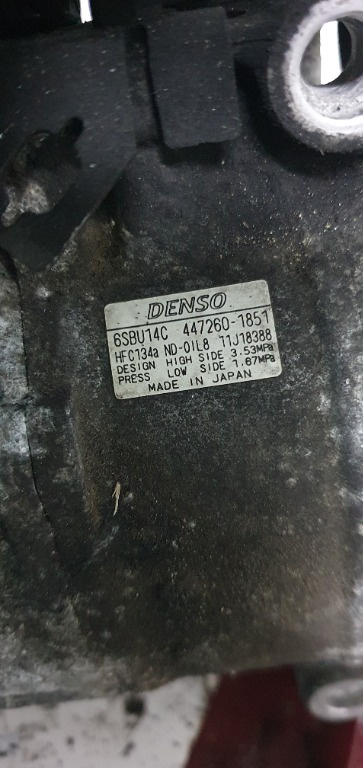 DENSO
6SBU14C 447260-1851
HFC134a ND-OIL8 11J18388
DESIGN HIGH SIDE 3.53MPa
PRESS LOW SIDE 1.67MPa
MADE IN JAPAN